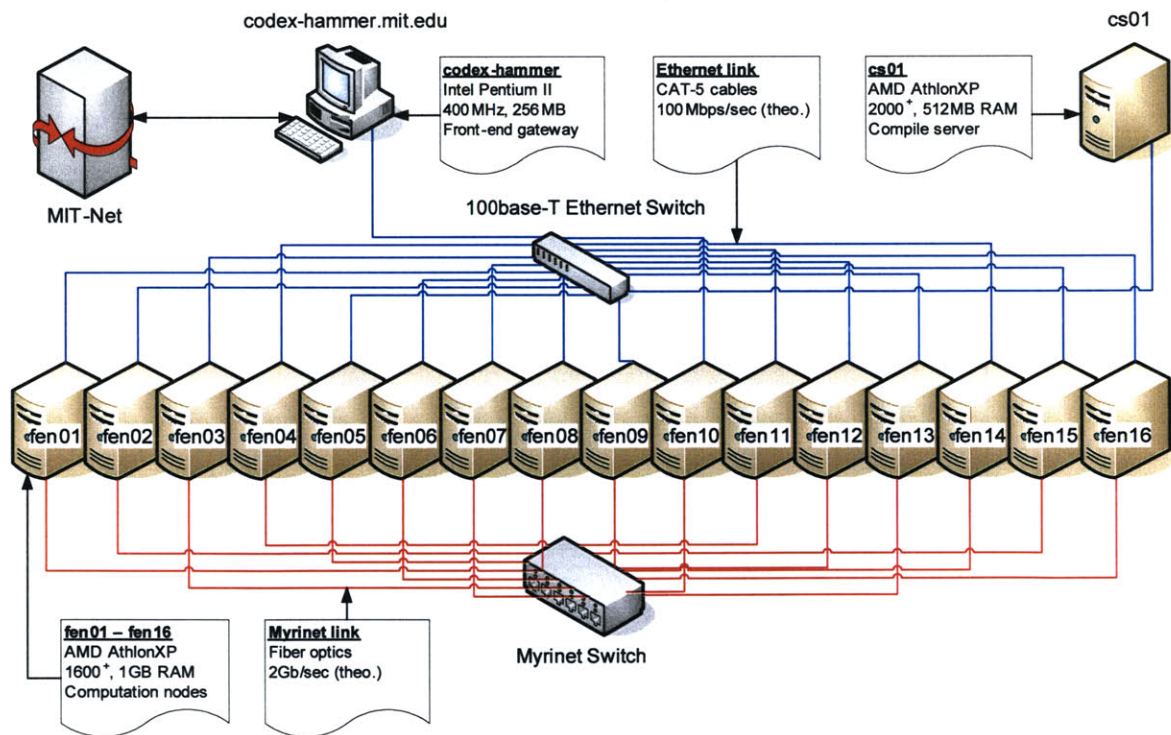 codex-hammer.mit.edu
cs01
codex-hammer
Intel Pentium II
400 MHz, 256 MB
Front-end gateway
Ethernet link
CAT-5 cables
100 Mbps/sec (theo.)
cs01
AMD AthlonXP
2000+, 512MB RAM
Compile server
MIT-Net
100base-T Ethernet Switch
fen01 fen02 fen03 fen04 fen05 fen06 fen07 fen08 fen09 fen10 fen11 fen12 fen13 fen14 fen15 fen16
fen01 – fen16
AMD AthlonXP
1600+, 1GB RAM
Computation nodes
Myrinet link
Fiber optics
2Gb/sec (theo.)
Myrinet Switch